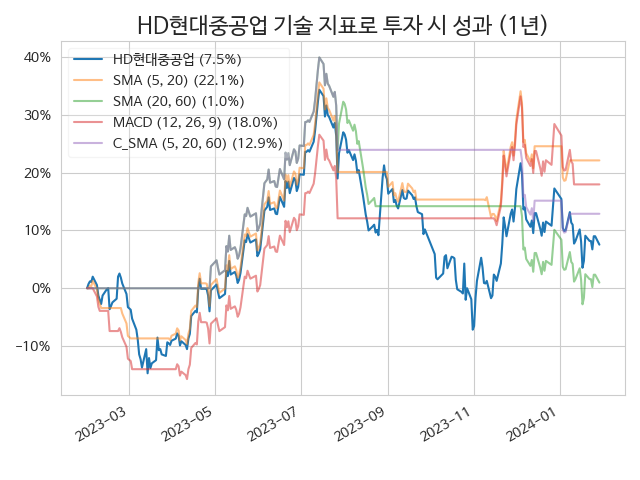 HD현대중공업 기술 지표로 투자 시 성과 (1년)
40%
30%
20%
10%
0%
−10%
HD현대중공업 (7.5%)
SMA (5, 20) (22.1%)
SMA (20, 60) (1.0%)
MACD (12, 26, 9) (18.0%)
C_SMA (5, 20, 60) (12.9%)
2023−03
2023−05
2023−07
2023−09
2023−11
2024−01